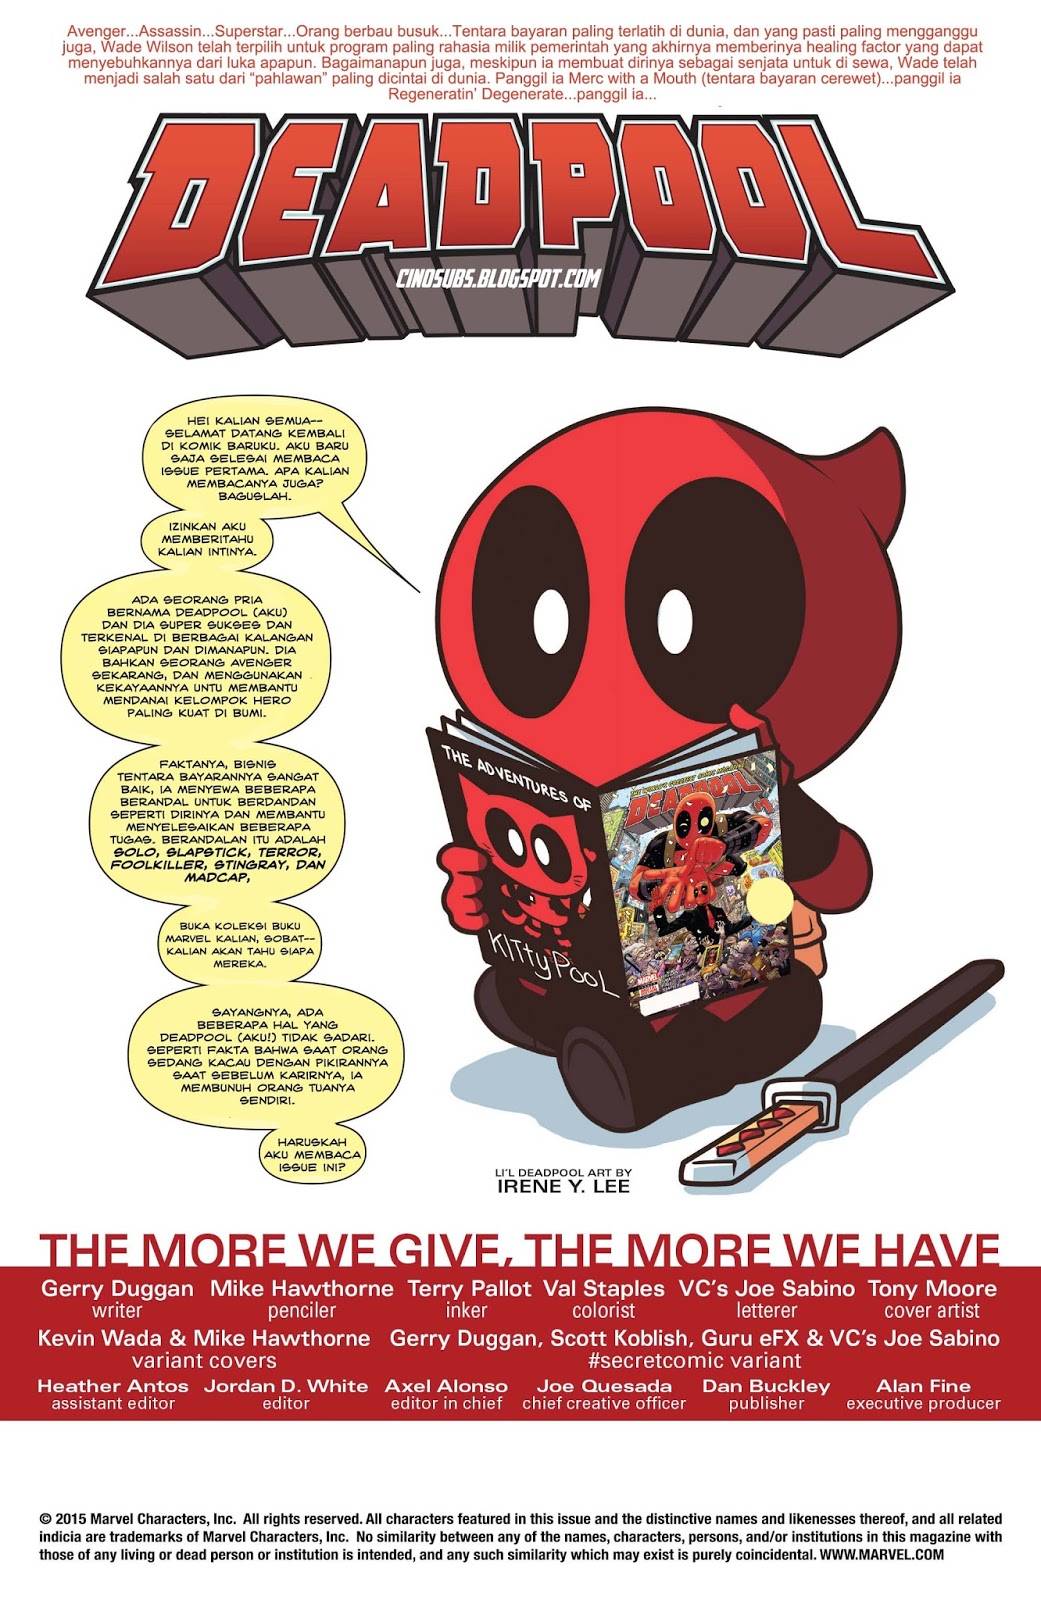 Avenger...Assassin...Superstar...Orang berbau busuk...Tentara bayaran paling terlatih di dunia, dan yang pasti paling mengganggu
juga, Wade Wilson telah terpilih untuk program paling rahasia milik pemerintah yang akhirnya memberinya healing factor yang dapat
menyebuhkannya dari luka apapun. Bagaimanapun juga, meskipun ia membuat dirinya sebagai senjata untuk di sewa, Wade telah
menjadi salah satu dari “pahlawan” paling dicintai di dunia. Panggil ia Merc with a Mouth (tentara bayaran cerewet)...panggil ia
Regeneratin’ Degenerate...panggil ia...
DEADPOOL
CINOSUBS.BLOGSPOT.COM
HEI KALIAN SEMUA--
SELAMAT DATANG KEMBALI
DI KOMIK BARUKU. AKU BARU
SAJA SELESAI MEMBACA
ISSUE PERTAMA. APA KALIAN
MEMBACANYA JUGA?
BAGUSLAH.
IZINKAN AKU
MEMBERITAHU
KALIAN INTINYA.
ADA SEORANG PRIA
BERNAMA DEADPOOL (AKU)
DAN DIA SUPER SUKSES DAN
TERKENAL DI BERBAGAI KALANGAN
SIAPAPUN DAN DIMANAPUN. DIA
BAHKAN SEORANG AVENGER
SEKARANG, DAN MENGGUNAKAN
KEKAYAANNYA UNTU MEMBANTU
MENDANAI KELOMPOK HERO
PALING KUAT DI BUMI.
FAKTANYA, BISNIS
TENTARA BAYARANNYA SANGAT
BAIK, IA MENYEWA BEBERAPA
BERANDAL UNTUK BERDANDAN
SEPERTI DIRINYA DAN MEMBANTU
MENYELESAIKAN BEBERAPA
TUGAS. BERANDALAN ITU ADALAH
SOLO, SLAPSTICK, TERROR,
FOOLKILLER, STINGRAY, DAN
MADCAP,
BUKA KOLEKSI BUKU
MARVEL KALIAN, SOBAT--
KALIAN AKAN TAHU SIAPA
MEREKA.
SAYANGNYA, ADA
BEBERAPA HAL YANG
DEADPOOL (AKU!) TIDAK SADARI.
SEPERTI FAKTA BAHWA SAAT ORANG
SEDANG KACAU DENGAN PIKIRANNYA
SAAT SEBELUM KARIRNYA, IA
MEMBUNUH ORANG TUANYA
SENDIRI.
HARUSKAH
AKU MEMBACA
ISSUE INI?
THE ADVENTURES OF
KITTYPOOL
THE WORLD'S GREATEST COMIC MAGAZINE!
DEADPOOL
MARVEL
LI'L DEADPOOL ART BY
IRENE Y. LEE
THE MORE WE GIVE, THE MORE WE HAVE
Gerry Duggan Mike Hawthorne Terry Pallot Val Staples VC’s Joe Sabino Tony Moore
writer penciler inker colorist letterer cover artist
Kevin Wada & Mike Hawthorne Gerry Duggan, Scott Koblish, Guru eFX & VC’s Joe Sabino
variant covers #secretcomic variant
Heather Antos Jordan D. White Axel Alonso Joe Quesada Dan Buckley Alan Fine
assistant editor editor editor in chief chief creative officer publisher executive producer
© 2015 Marvel Characters, Inc. All rights reserved. All characters featured in this issue and the distinctive names and likenesses thereof, and all related
indicia are trademarks of Marvel Characters, Inc. No similarity between any of the names, characters, persons, and/or institutions in this magazine with
those of any living or dead person or institution is intended, and any such similarity which may exist is purely coincidental. WWW.MARVEL.COM